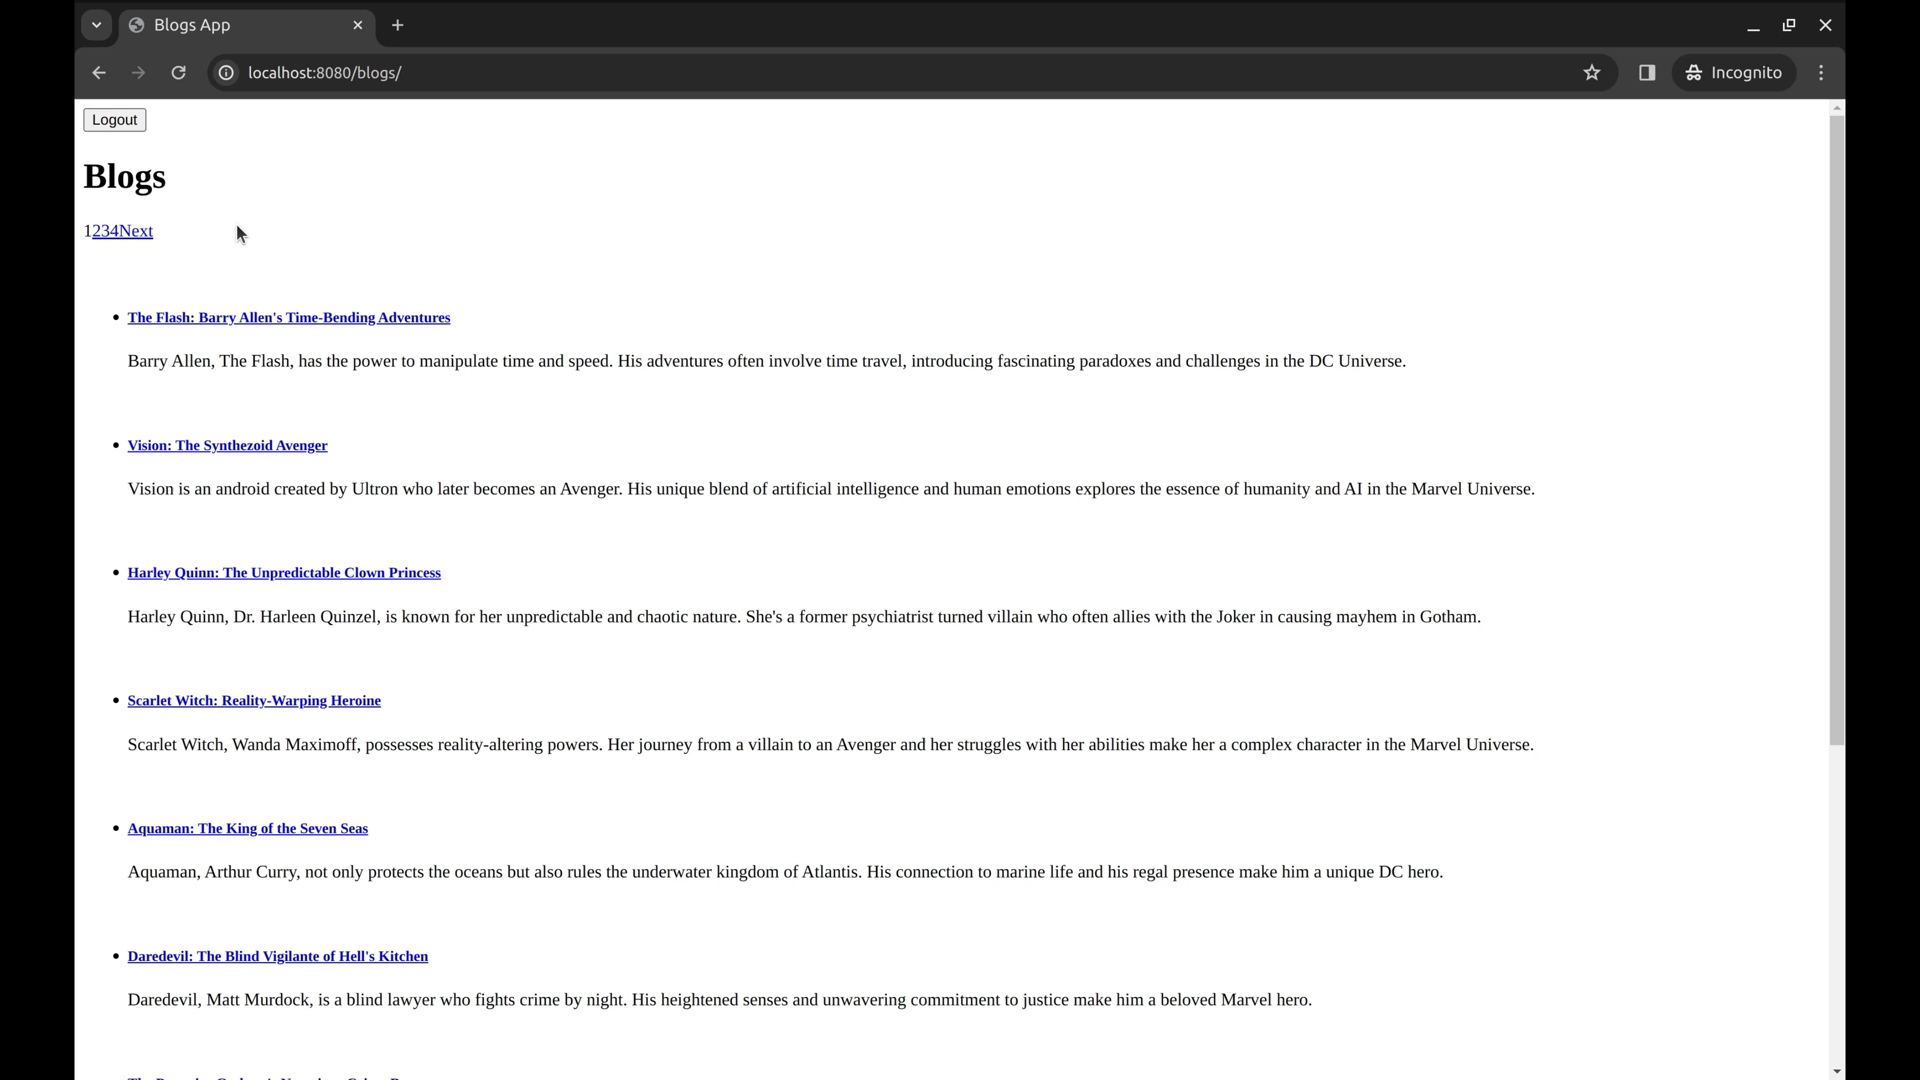 Blogs App
localhost:8080/blogs/
Incognito
Logout
Blogs
1234Next
The Flash: Barry Allen's Time-Bending Adventures
Barry Allen, The Flash, has the power to manipulate time and speed. His adventures often involve time travel, introducing fascinating paradoxes and challenges in the DC Universe.
Vision: The Synthezoid Avenger
Vision is an android created by Ultron who later becomes an Avenger. His unique blend of artificial intelligence and human emotions explores the essence of humanity and AI in the Marvel Universe.
Harley Quinn: The Unpredictable Clown Princess
Harley Quinn, Dr. Harleen Quinzel, is known for her unpredictable and chaotic nature. She's a former psychiatrist turned villain who often allies with the Joker in causing mayhem in Gotham.
Scarlet Witch: Reality-Warping Heroine
Scarlet Witch, Wanda Maximoff, possesses reality-altering powers. Her journey from a villain to an Avenger and her struggles with her abilities make her a complex character in the Marvel Universe.
Aquaman: The King of the Seven Seas
Aquaman, Arthur Curry, not only protects the oceans but also rules the underwater kingdom of Atlantis. His connection to marine life and his regal presence make him a unique DC hero.
Daredevil: The Blind Vigilante of Hell's Kitchen
Daredevil, Matt Murdock, is a blind lawyer who fights crime by night. His heightened senses and unwavering commitment to justice make him a beloved Marvel hero.